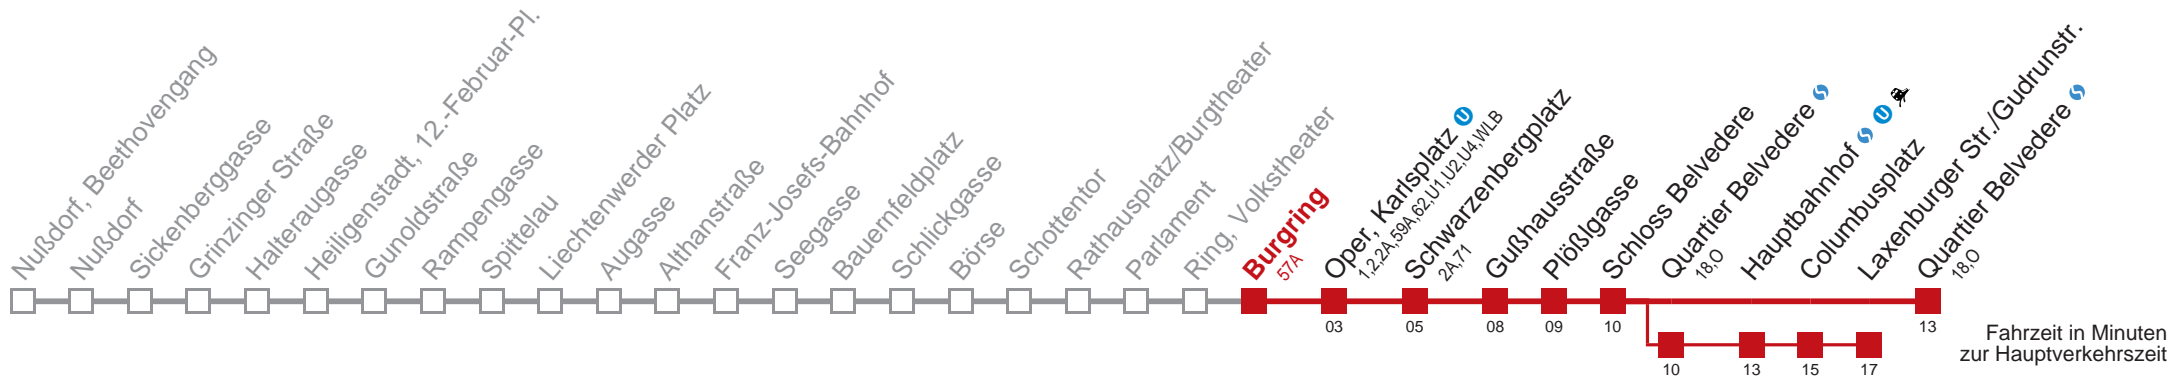 Nußdorf, Beethovengang
Nußdorf
Sickenberggasse
Grinzinger Straße
Halteraugasse
Heiligenstadt, 12.-Februar-Pl.
Gunoldstraße
Rampengasse
Spittelau
Liechtenwerder Platz
Augasse
Althanstraße
Franz-Josefs-Bahnhof
Seegasse
Bauernfeldplatz
Schlickgasse
Börse
Schottentor
Rathausplatz/Burgtheater
Parlament
Ring, Volkstheater
Burgring
57A
Oper, Karlsplatz U
1,2,2A,59A,62,U1,U2,U4,WLB
Schwarzenbergplatz
2A,71
Gußhausstraße
Plößlgasse
Schloss Belvedere
Quartier Belvedere S
18,O
Hauptbahnhof S U
Columbusplatz
Laxenburger Str./Gudrunstr.
Quartier Belvedere S
18,O
03 05 08 09 10 13
10 13 15 17
Fahrzeit in Minuten
zur Hauptverkehrszeit